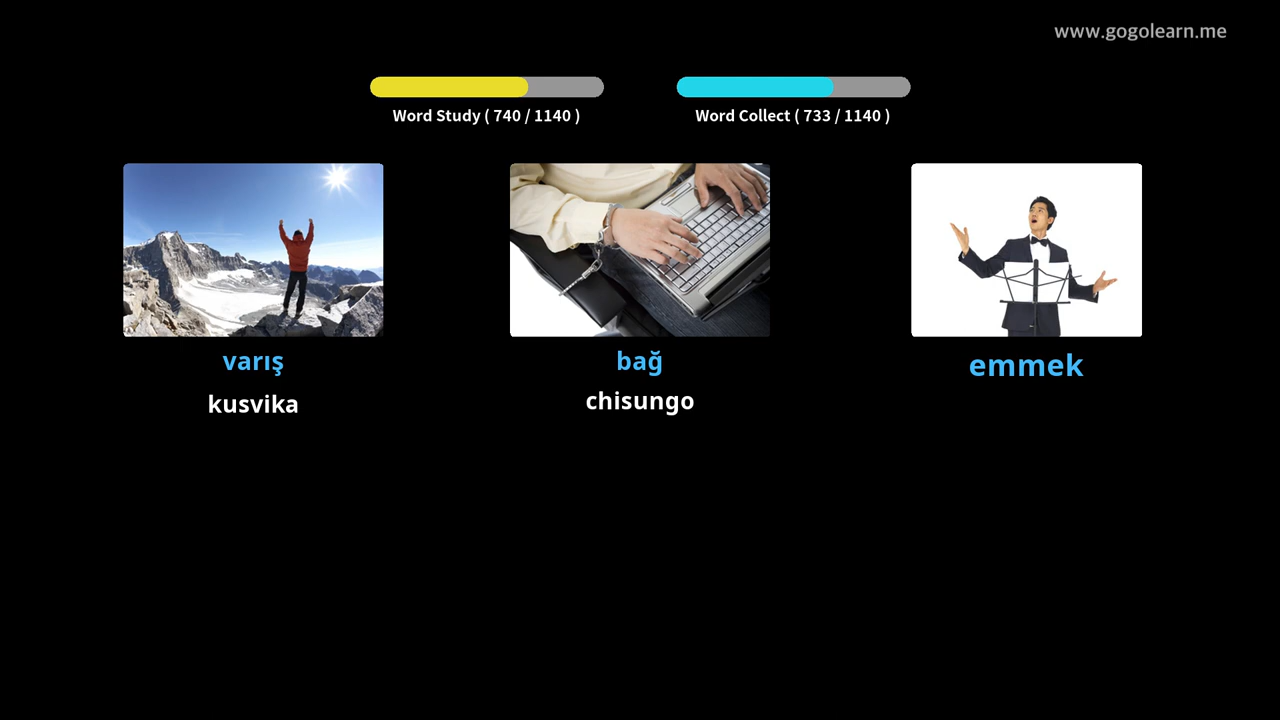 www.gogolearn.me
Word Study ( 740 / 1140 )
Word Collect ( 733 / 1140 )
varış
kusvika
bağ
chisungo
emmek